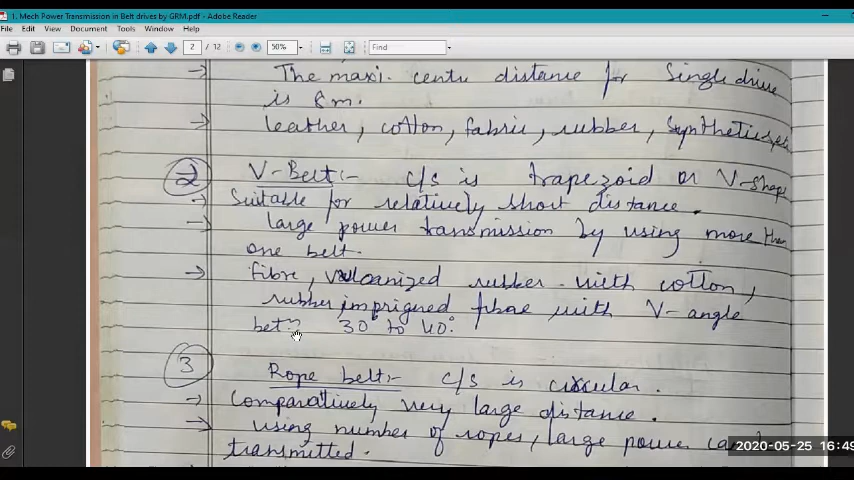 1. Mech Power Transmission in Belt drives by GRM.pdf - Adobe Reader
File Edit View Document Tools Window Help
2 / 12 50% Find
→ The maxi. centre distance for Single drive
is 8m.
→ leather, cotton, fabric, rubber, Synthetics
② V-Belt:- c/s is trapezoid or V-shape
→ Suitable for relatively short distance.
→ large power transmission by using more than
one belt.
→ fibre, vulcanized rubber with cotton,
rubber imprigned fibre with V-angle
betn 30° to 40°.
③ Rope belt:- c/s is circular.
→ Comparatively very large distance.
→ using number of ropes, large power can
transmitted.
2020-05-25 16:49